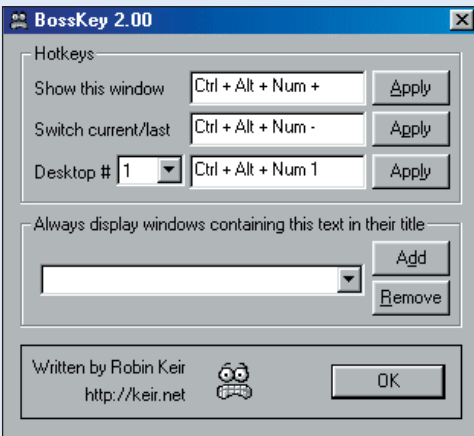 BossKey 2.00
Hotkeys
Show this window Ctrl + Alt + Num + Apply
Switch current/last Ctrl + Alt + Num - Apply
Desktop # 1 Ctrl + Alt + Num 1 Apply
Always display windows containing this text in their title
Add
Remove
Written by Robin Keir
http://keir.net
OK